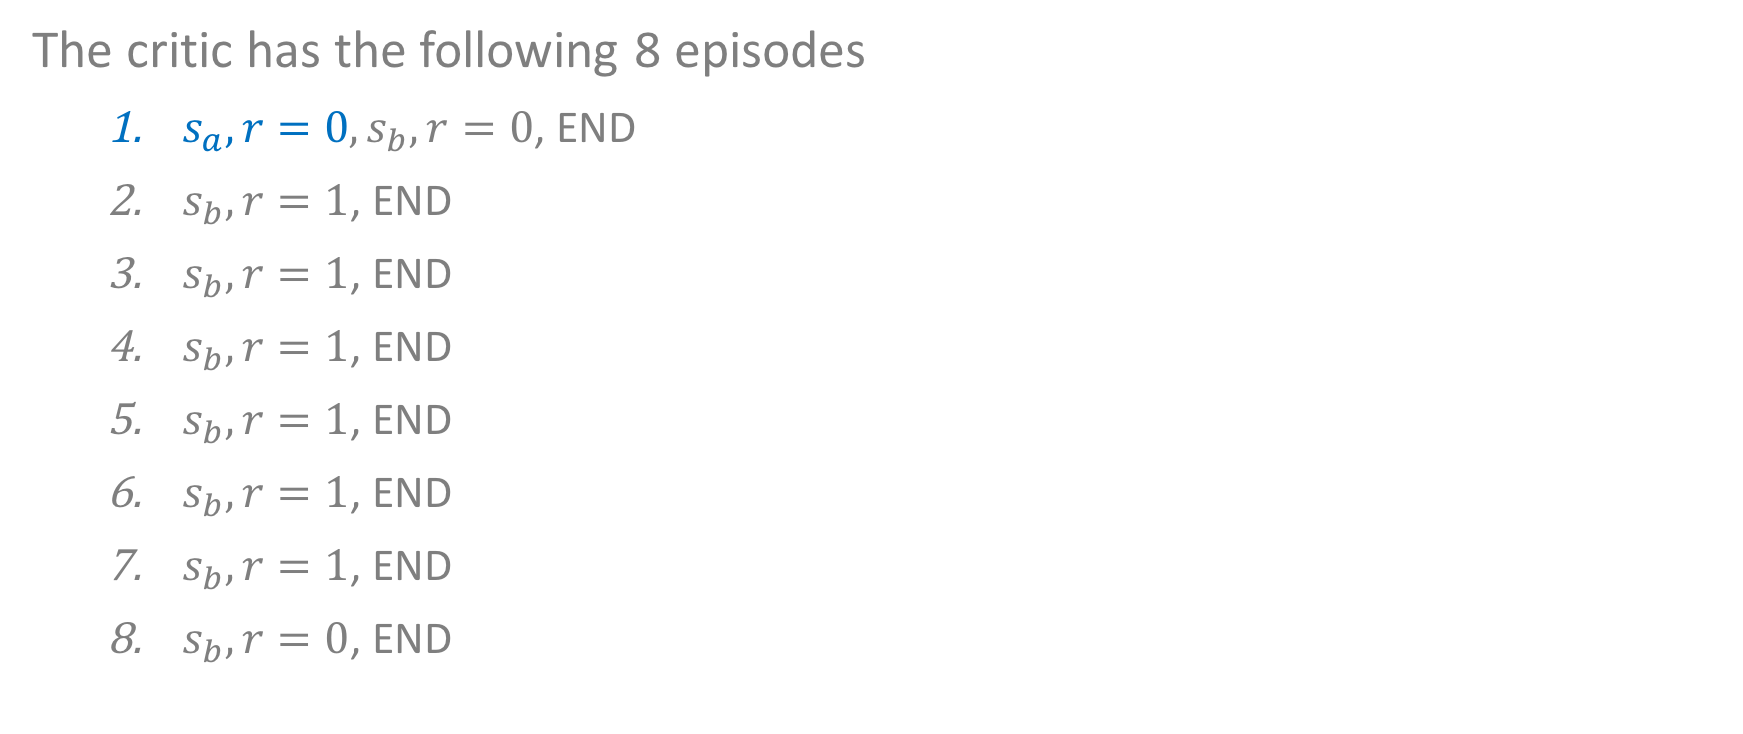 The critic has the following 8 episodes
1. $s_a, r = 0, s_b, r = 0$, END
2. $s_b, r = 1$, END
3. $s_b, r = 1$, END
4. $s_b, r = 1$, END
5. $s_b, r = 1$, END
6. $s_b, r = 1$, END
7. $s_b, r = 1$, END
8. $s_b, r = 0$, END